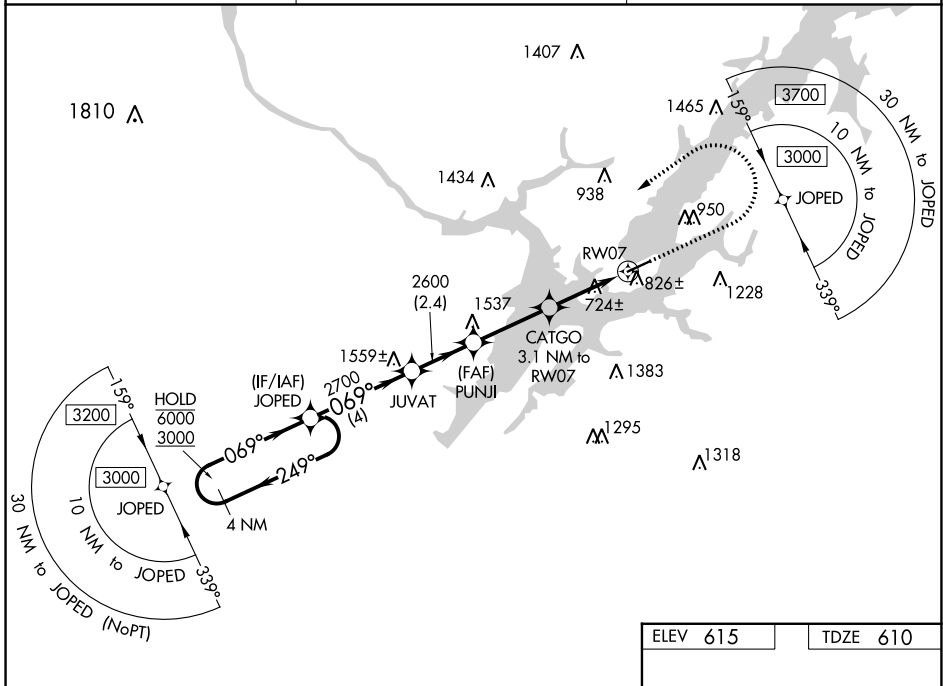 1407
1810
1465
159°
3700
30 NM to JOPED
10 NM to JOPED
3000
JOPED
339°
1434
938
950
RW07
826±
724±
1228
2600
(2.4)
1537
CATGO
3.1 NM to
RW07
1559±
(FAF)
PUNJI
JUVAT
1383
(IF/IAF)
JOPED
2700
069°
(4)
HOLD
6000
3000
069°
249°
4 NM
1295
1318
159°
3200
3000
JOPED
10 NM to JOPED
339°
30 NM to JOPED (NoPT)
ELEV 615
TDZE 610